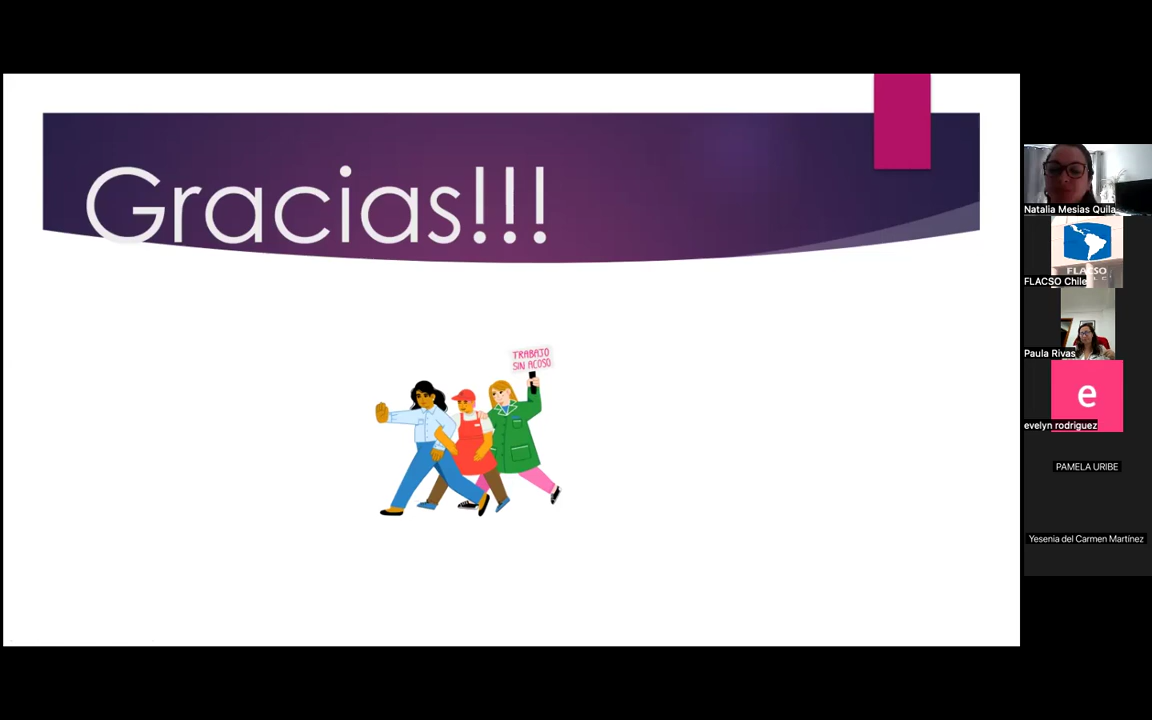 Gracias!!!
TRABAJO
SIN ACOSO
Natalia Mesias Quila
FLACSO
FLACSO Chile
Paula Rivas
e
evelyn rodriguez
PAMELA URIBE
Yesenia del Carmen Martínez